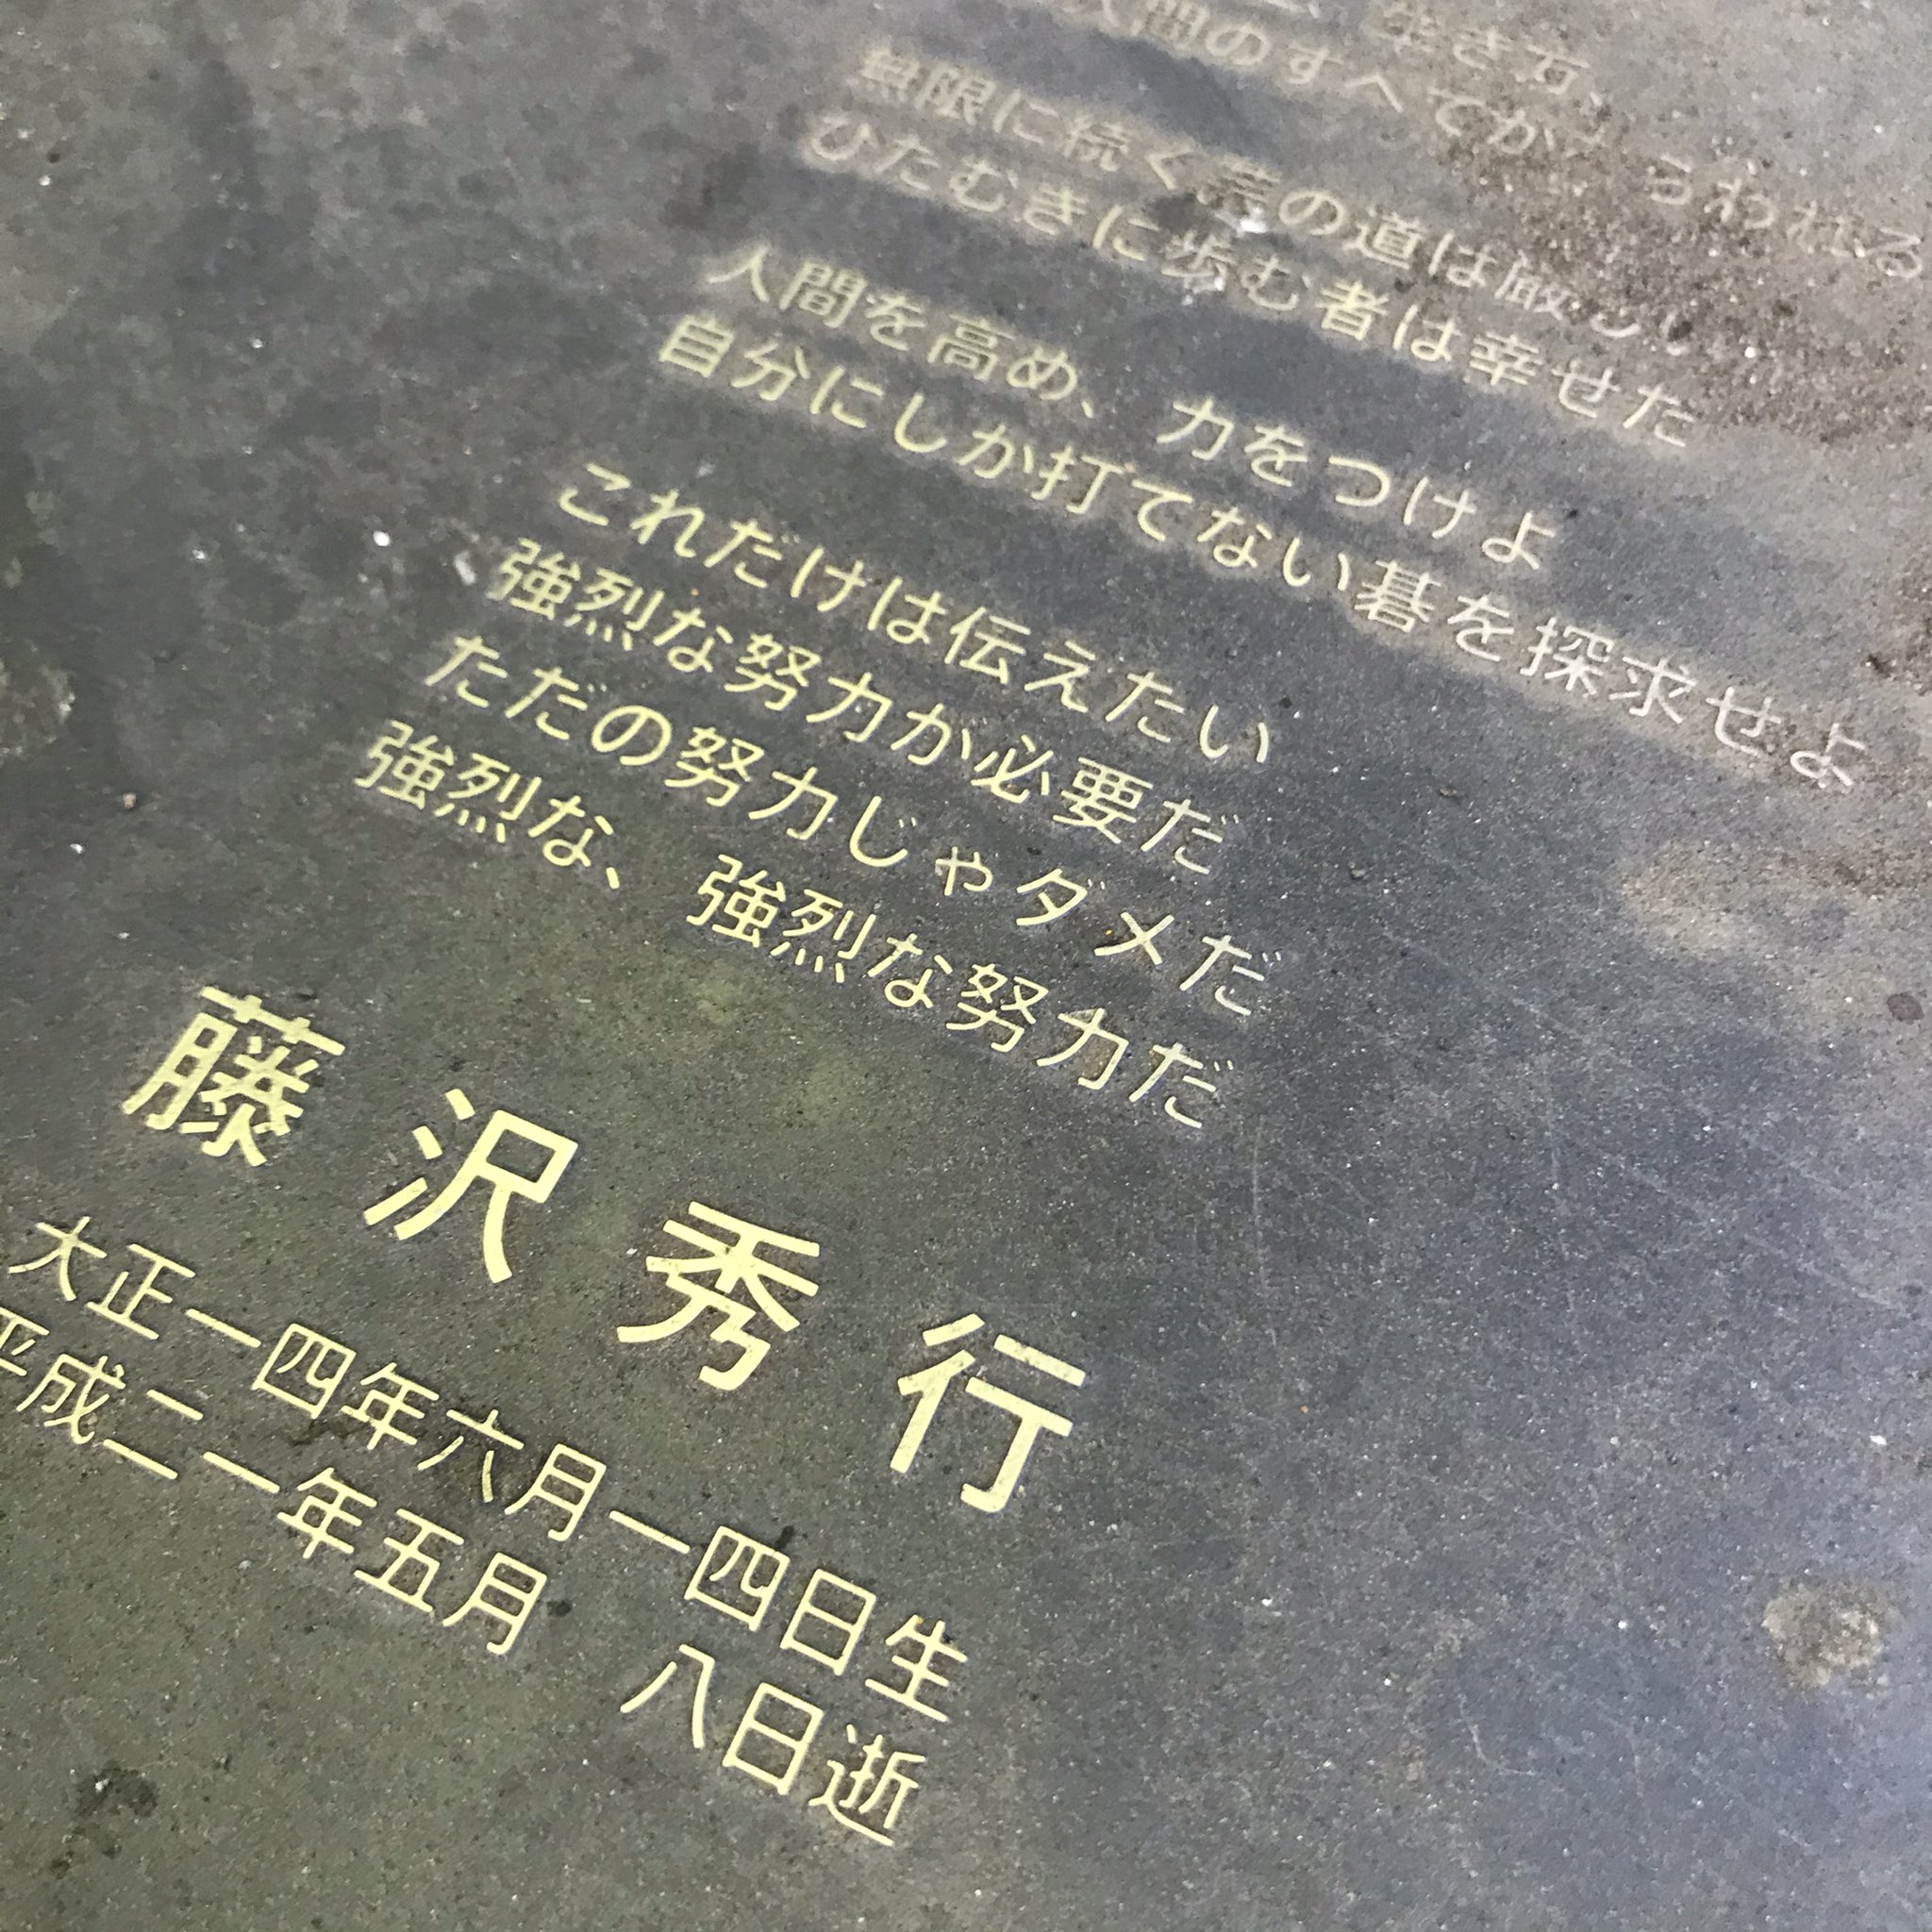 生き方、
人間のすべてがあらわれる
無限に続く芸の道は厳しい
ひたむきに歩む者は幸せだ
人間を高め、力をつけよ
自分にしか打てない碁を探求せよ
これだけは伝えたい
強烈な努力が必要だ
ただの努力じゃダメだ
強烈な、強烈な努力だ
藤沢秀行
大正一四年六月一四日生
平成二一年五月　八日逝